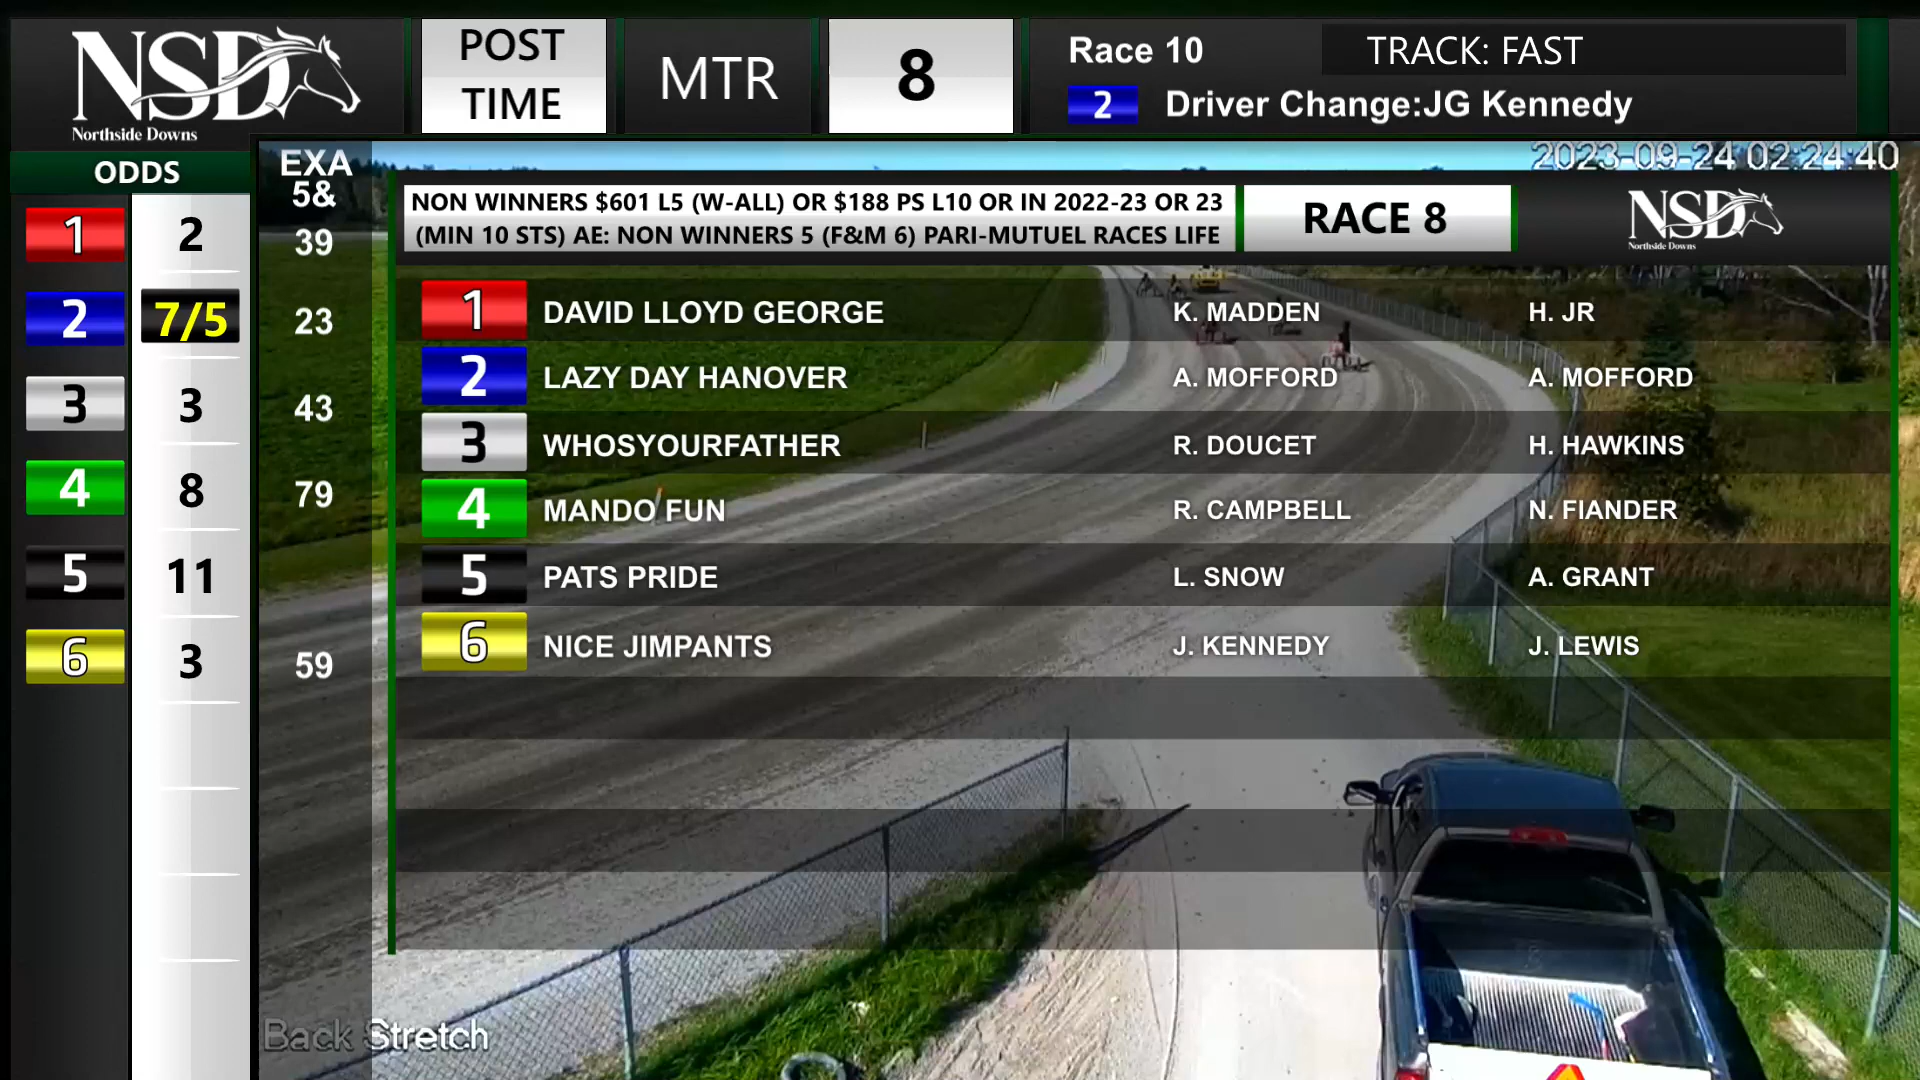 NSD
Northside Downs
POST
TIME
MTR
8
Race 10
TRACK: FAST
2 Driver Change:JG Kennedy
ODDS
1 2
2 7/5
3 3
4 8
5 11
6 3
EXA
5&
39
23
43
79
59
2023-09-24 02:24:40
NON WINNERS $601 L5 (W-ALL) OR $188 PS L10 OR IN 2022-23 OR 23
(MIN 10 STS) AE: NON WINNERS 5 (F&M 6) PARI-MUTUEL RACES LIFE
RACE 8
NSD
Northside Downs
1 DAVID LLOYD GEORGE K. MADDEN H. JR
2 LAZY DAY HANOVER A. MOFFORD A. MOFFORD
3 WHOSYOURFATHER R. DOUCET H. HAWKINS
4 MANDO FUN R. CAMPBELL N. FIANDER
5 PATS PRIDE L. SNOW A. GRANT
6 NICE JIMPANTS J. KENNEDY J. LEWIS
Back Stretch